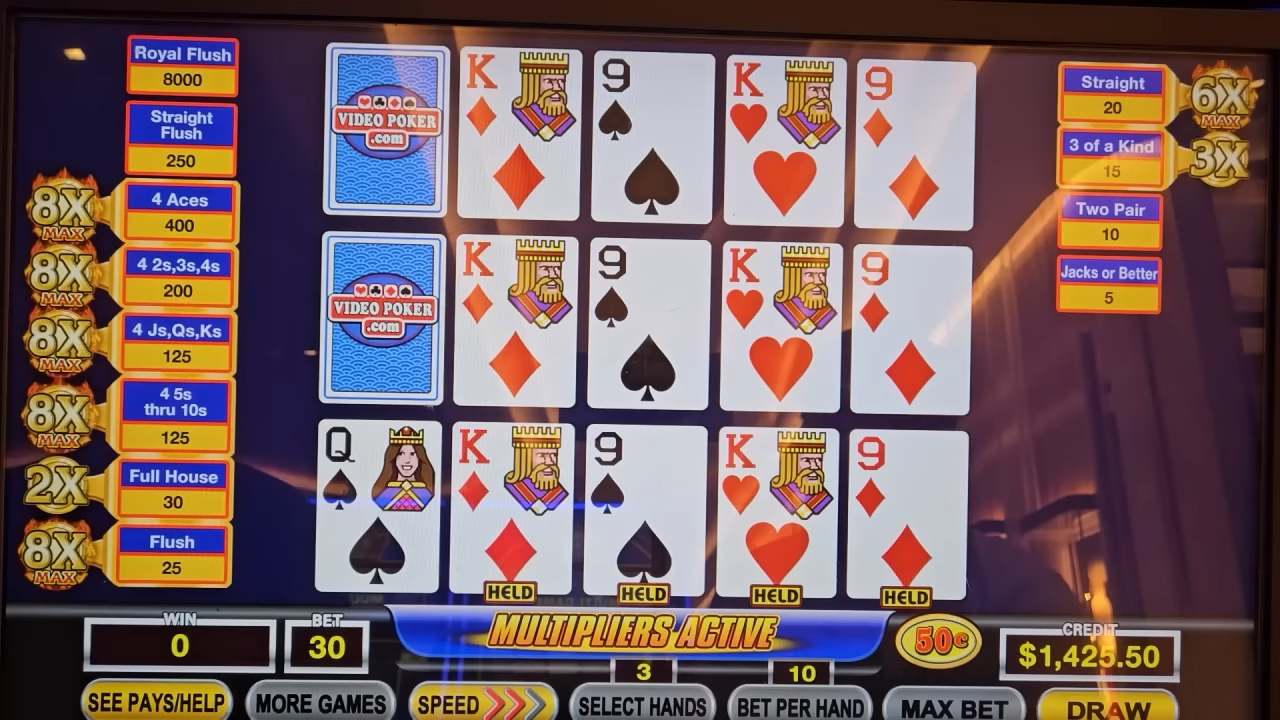 Royal Flush
8000
Straight
Flush
250
8X
MAX
4 Aces
400
8X
MAX
4 2s,3s,4s
200
8X
MAX
4 Js,Qs,Ks
125
8X
MAX
4 5s
thru 10s
125
2X
Full House
30
8X
MAX
Flush
25
VIDEO POKER
.com
K
9
K
9
VIDEO POKER
.com
K
9
K
9
Q
K
9
K
9
HELD
HELD
HELD
HELD
Straight
20
6X
MAX
3 of a Kind
15
3X
Two Pair
10
Jacks or Better
5
WIN
0
BET
30
MULTIPLIERS ACTIVE
50¢
CREDIT
$1,425.50
3
10
SEE PAYS/HELP
MORE GAMES
SPEED
SELECT HANDS
BET PER HAND
MAX BET
DRAW